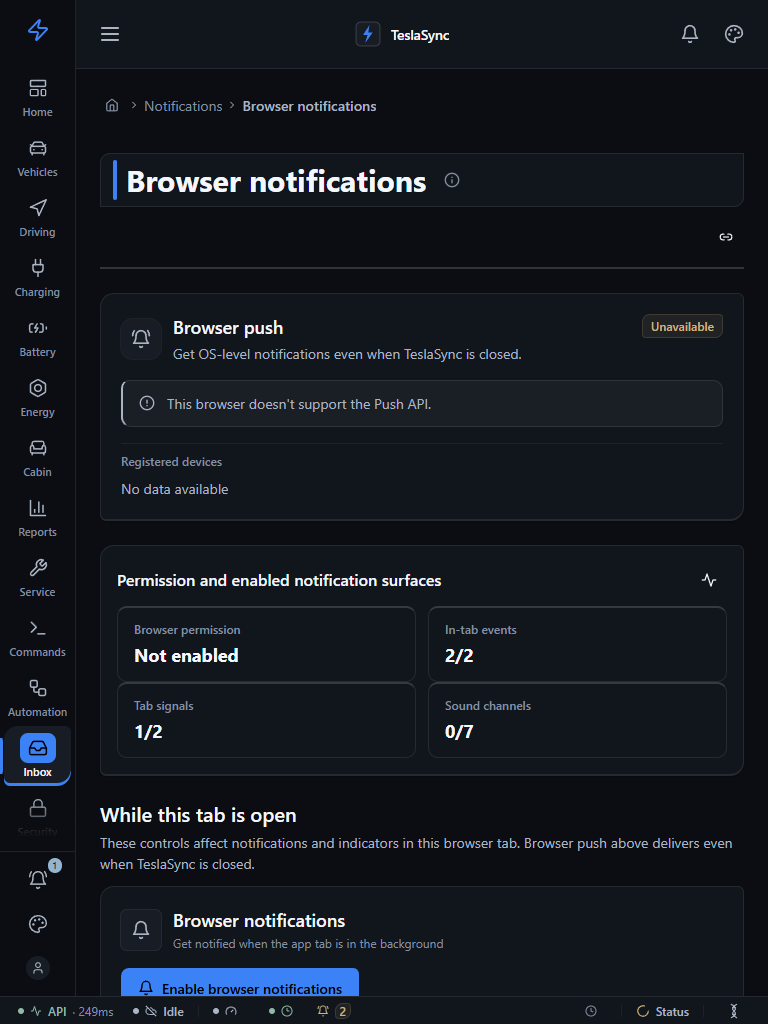 TeslaSync
Home
Vehicles
Driving
Charging
Battery
Energy
Cabin
Reports
Service
Commands
Automation
Inbox
Security
1
Notifications
Browser notifications
Browser notifications
Browser push
Unavailable
Get OS-level notifications even when TeslaSync is closed.
This browser doesn't support the Push API.
Registered devices
No data available
Permission and enabled notification surfaces
Browser permission
Not enabled
In-tab events
2/2
Tab signals
1/2
Sound channels
0/7
While this tab is open
These controls affect notifications and indicators in this browser tab. Browser push above delivers even
when TeslaSync is closed.
Browser notifications
Get notified when the app tab is in the background
Enable browser notifications
API · 249ms
Idle
2
Status